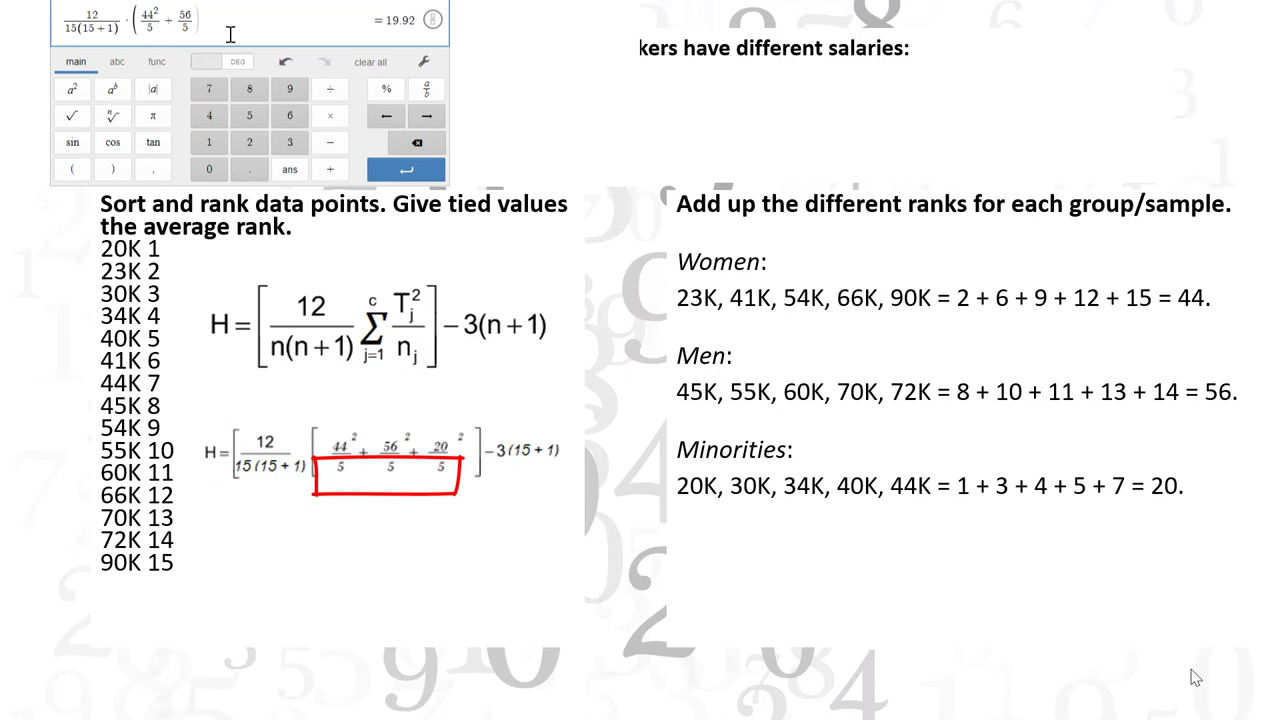 12/15(15+1) · (44²/5 + 56/5) = 19.92
main abc func DEG clear all
a² aᵇ |a| 7 8 9 ÷ % a/b
√ ⁿ√ π 4 5 6 × ← →
sin cos tan 1 2 3 −
( ) , 0 . ans +
kers have different salaries:
Sort and rank data points. Give tied values
the average rank.
20K 1
23K 2
30K 3
34K 4
40K 5
41K 6
44K 7
45K 8
54K 9
55K 10
60K 11
66K 12
70K 13
72K 14
90K 15
H = [12/n(n+1) c∑j=1 Tⱼ²/nⱼ] − 3(n+1)
H = [12/15(15+1) [44²/5 + 56²/5 + 20²/5] − 3(15+1)
Add up the different ranks for each group/sample.
Women:
23K, 41K, 54K, 66K, 90K = 2 + 6 + 9 + 12 + 15 = 44.
Men:
45K, 55K, 60K, 70K, 72K = 8 + 10 + 11 + 13 + 14 = 56.
Minorities:
20K, 30K, 34K, 40K, 44K = 1 + 3 + 4 + 5 + 7 = 20.